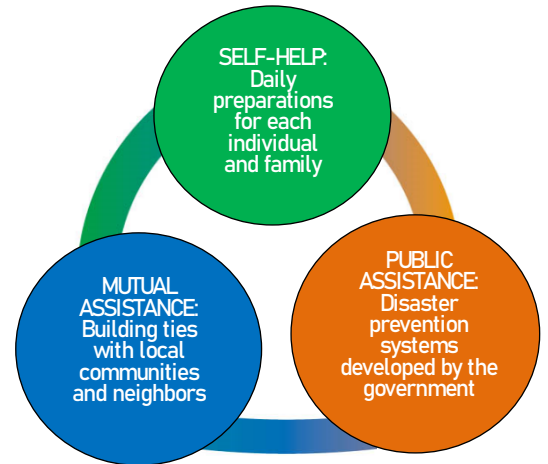 SELF-HELP:
Daily
preparations
for each
individual
and family
MUTUAL
ASSISTANCE:
Building ties
with local
communities
and neighbors
PUBLIC
ASSISTANCE:
Disaster
prevention
systems
developed by the
government